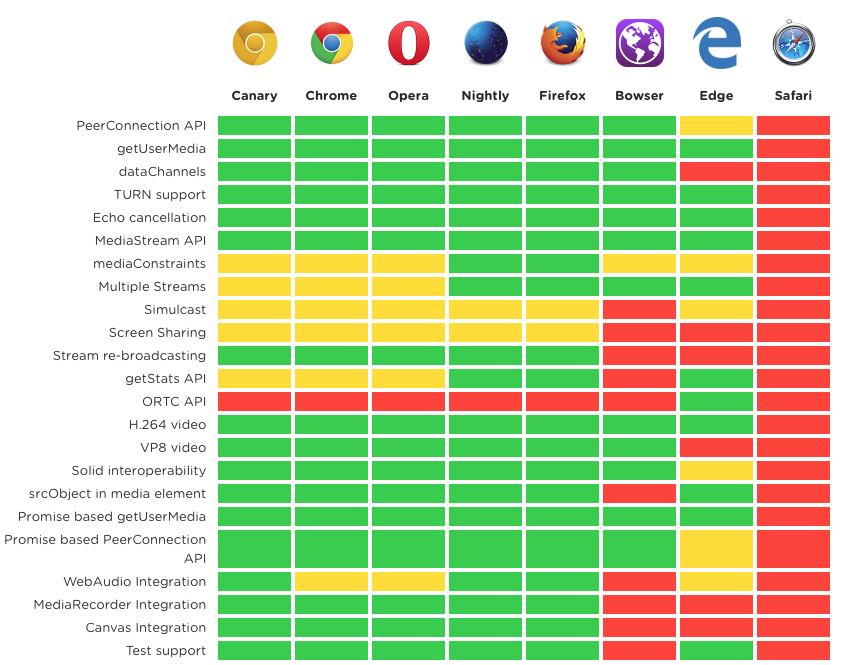 Canary Chrome Opera Nightly Firefox Bowser Edge Safari
PeerConnection API
getUserMedia
dataChannels
TURN support
Echo cancellation
MediaStream API
mediaConstraints
Multiple Streams
Simulcast
Screen Sharing
Stream re-broadcasting
getStats API
ORTC API
H.264 video
VP8 video
Solid interoperability
srcObject in media element
Promise based getUserMedia
Promise based PeerConnection
API
WebAudio Integration
MediaRecorder Integration
Canvas Integration
Test support